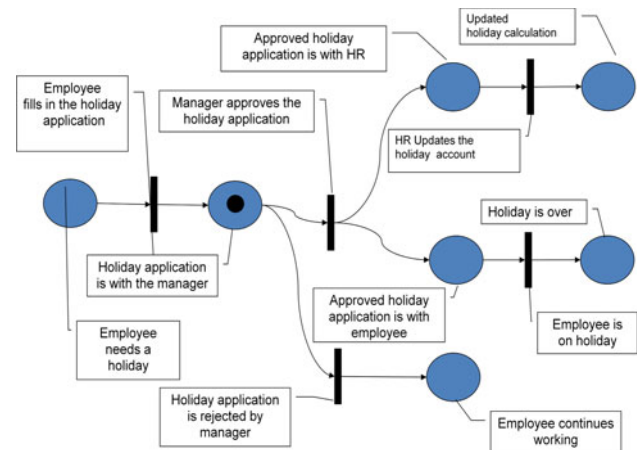 Approved holiday
application is with HR
Updated
holiday calculation
Employee
fills in the holiday
application
Manager approves the
holiday application
HR Updates the
holiday account
Holiday is over
Holiday application
is with the manager
Approved holiday
application is with
employee
Employee is
on holiday
Employee
needs a
holiday
Holiday application
is rejected by
manager
Employee continues
working